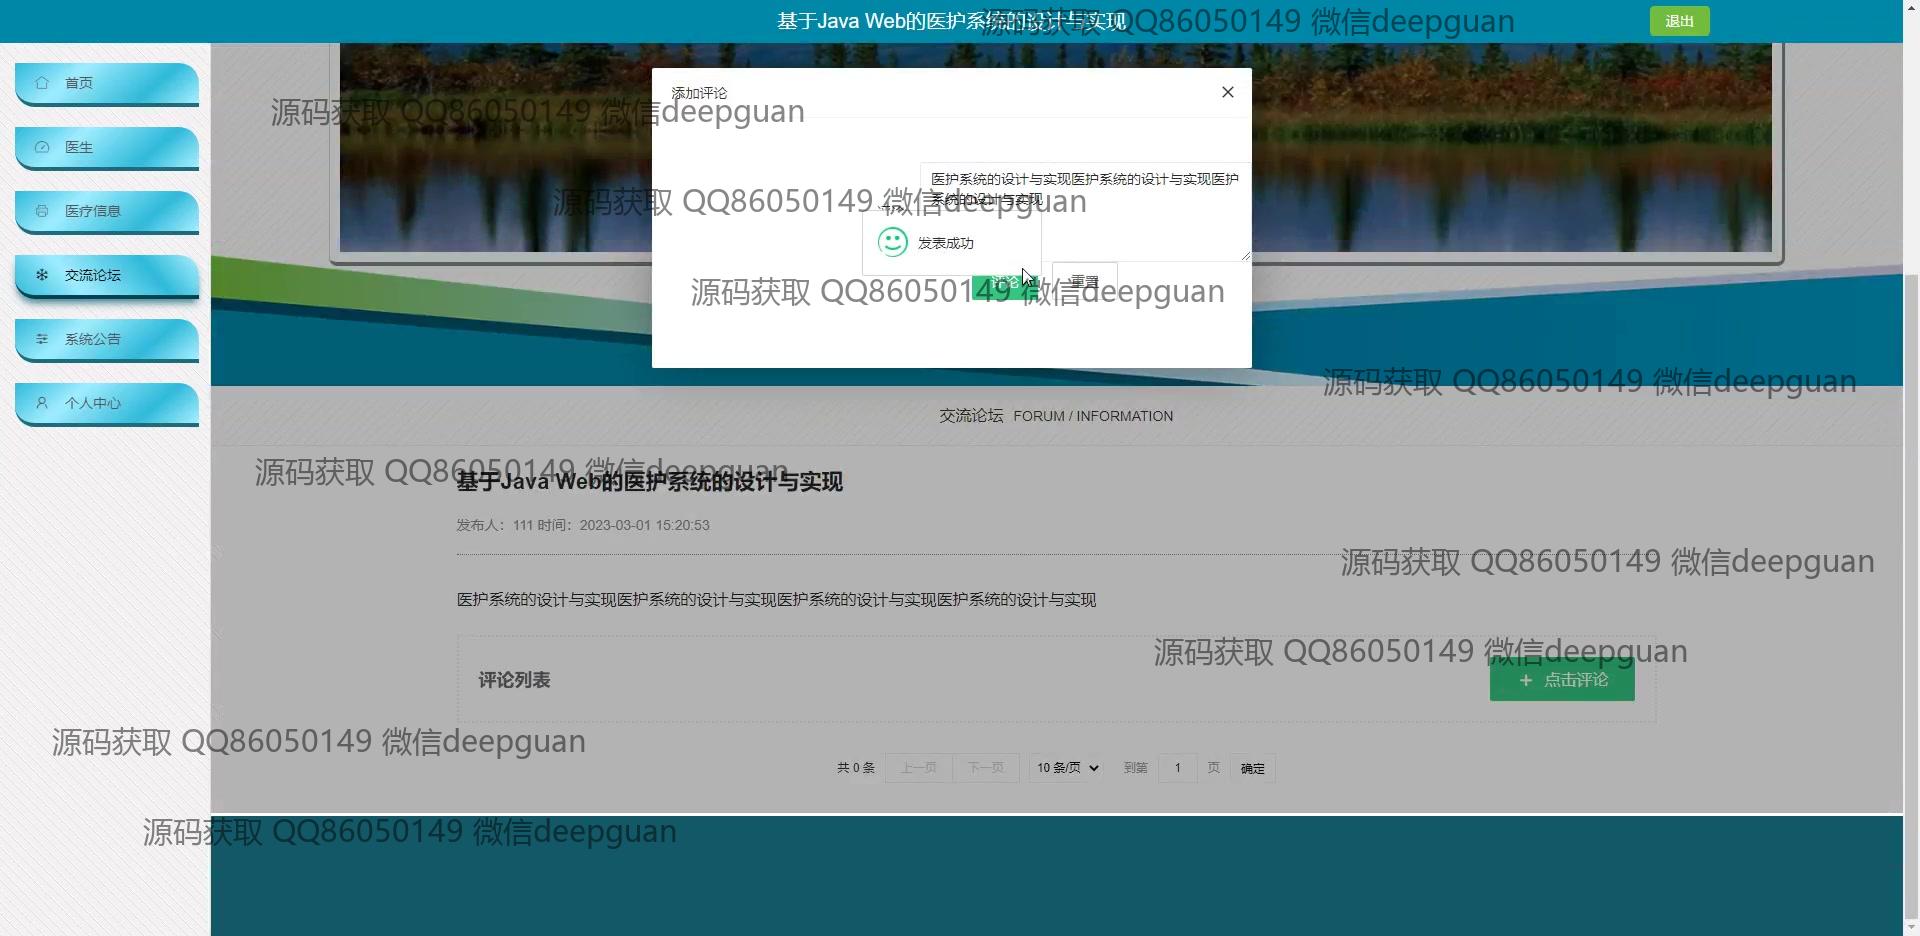 基于Java Web的医护系统的设计与实现
源码获取 QQ86050149 微信deepguan
退出
首页
医生
医疗信息
交流论坛
系统公告
个人中心
添加评论
源码获取 QQ86050149 微信deepguan
医护系统的设计与实现医护系统的设计与实现医护
系统的设计与实现
源码获取 QQ86050149 微信deepguan
发表成功
评论
重置
源码获取 QQ86050149 微信deepguan
源码获取 QQ86050149 微信deepguan
交流论坛 FORUM / INFORMATION
源码获取 QQ86050149 微信deepguan
基于Java Web的医护系统的设计与实现
发布人：111 时间：2023-03-01 15:20:53
源码获取 QQ86050149 微信deepguan
医护系统的设计与实现医护系统的设计与实现医护系统的设计与实现医护系统的设计与实现
源码获取 QQ86050149 微信deepguan
评论列表
+ 点击评论
源码获取 QQ86050149 微信deepguan
共 0 条 上一页 下一页 10 条/页 到第 1 页 确定
源码获取 QQ86050149 微信deepguan